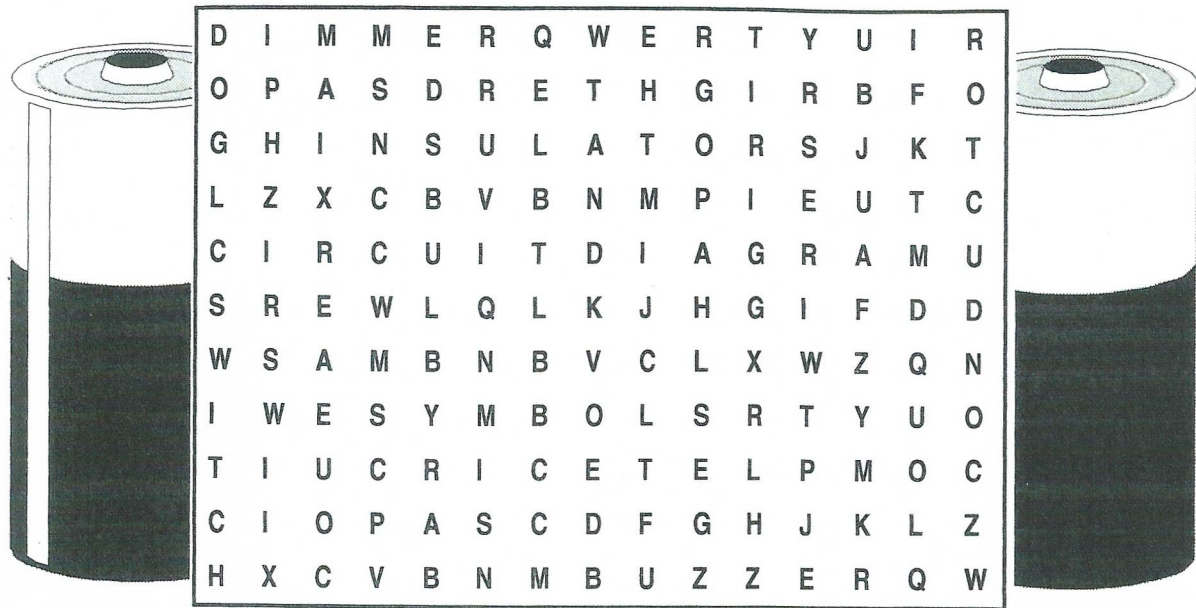 D I M M E R Q W E R T Y U I R
O P A S D R E T H G I R B F O
G H I N S U L A T O R S J K T
L Z X C B V B N M P I E U T C
C I R C U I T D I A G R A M U
S R E W L Q L K J H G I F D D
W S A M B N B V C L X W Z Q N
I W E S Y M B O L S R T Y U O
T I U C R I C E T E L P M O C
C I O P A S C D F G H J K L Z
H X C V B N M B U Z Z E R Q W